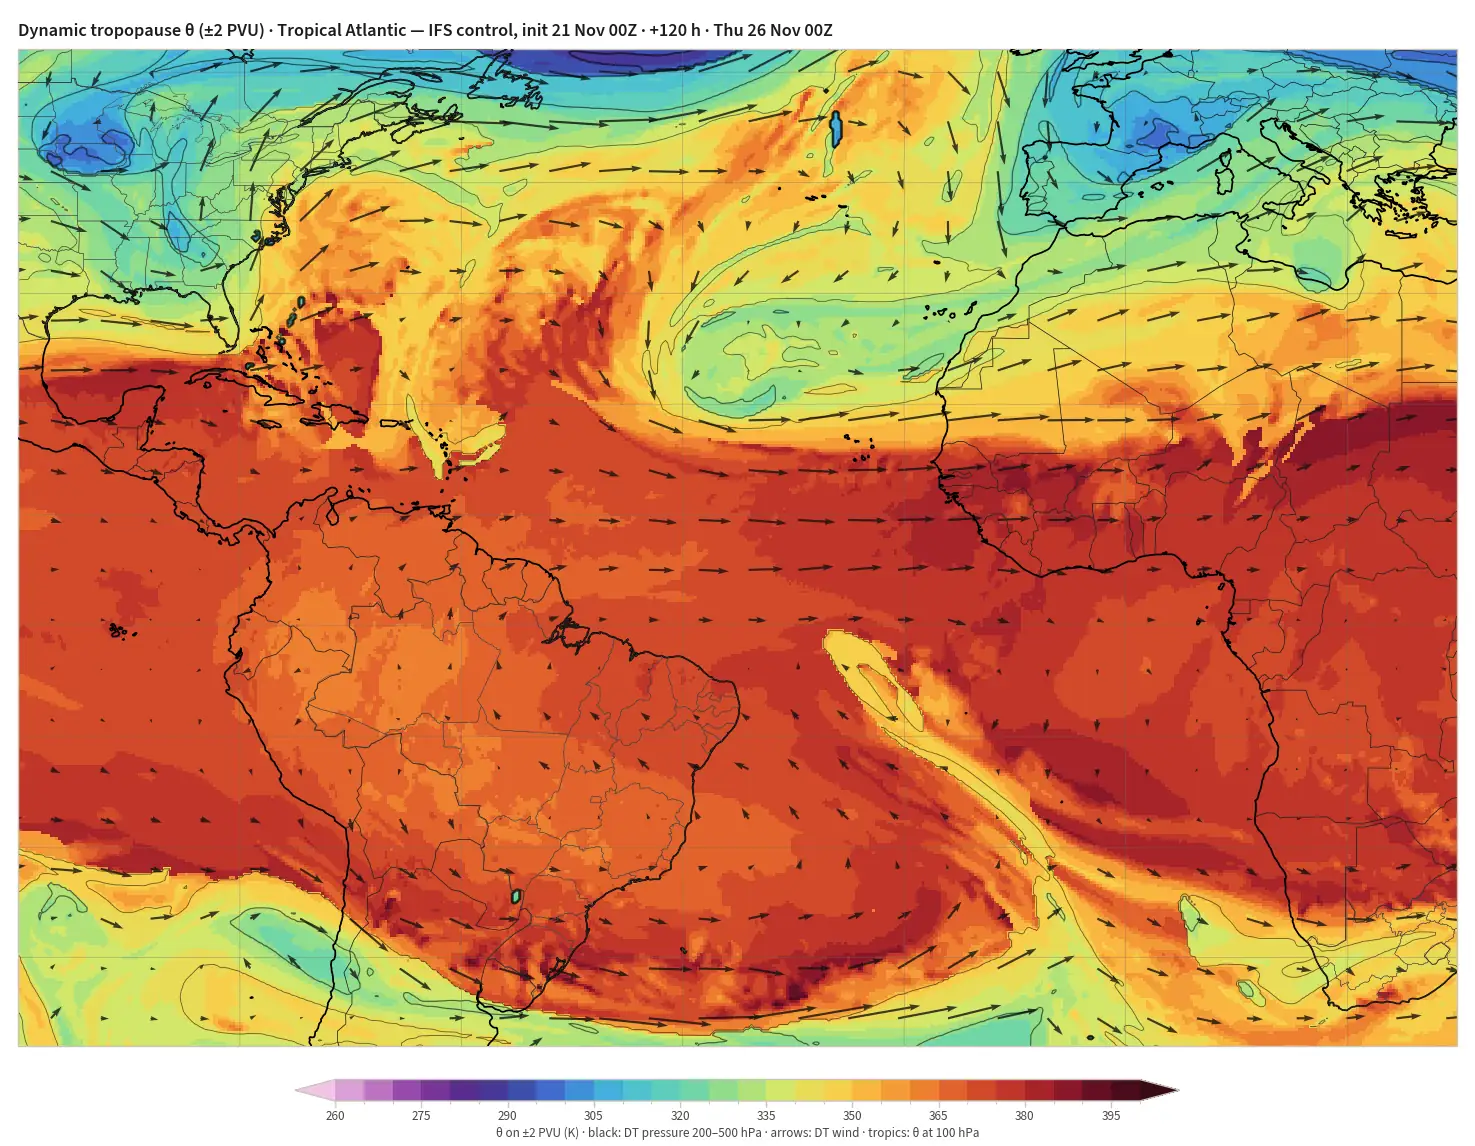 Dynamic tropopause θ (±2 PVU) · Tropical Atlantic — IFS control, init 21 Nov 00Z · +120 h · Thu 26 Nov 00Z
260 275 290 305 320 335 350 365 380 395
θ on ±2 PVU (K) · black: DT pressure 200–500 hPa · arrows: DT wind · tropics: θ at 100 hPa